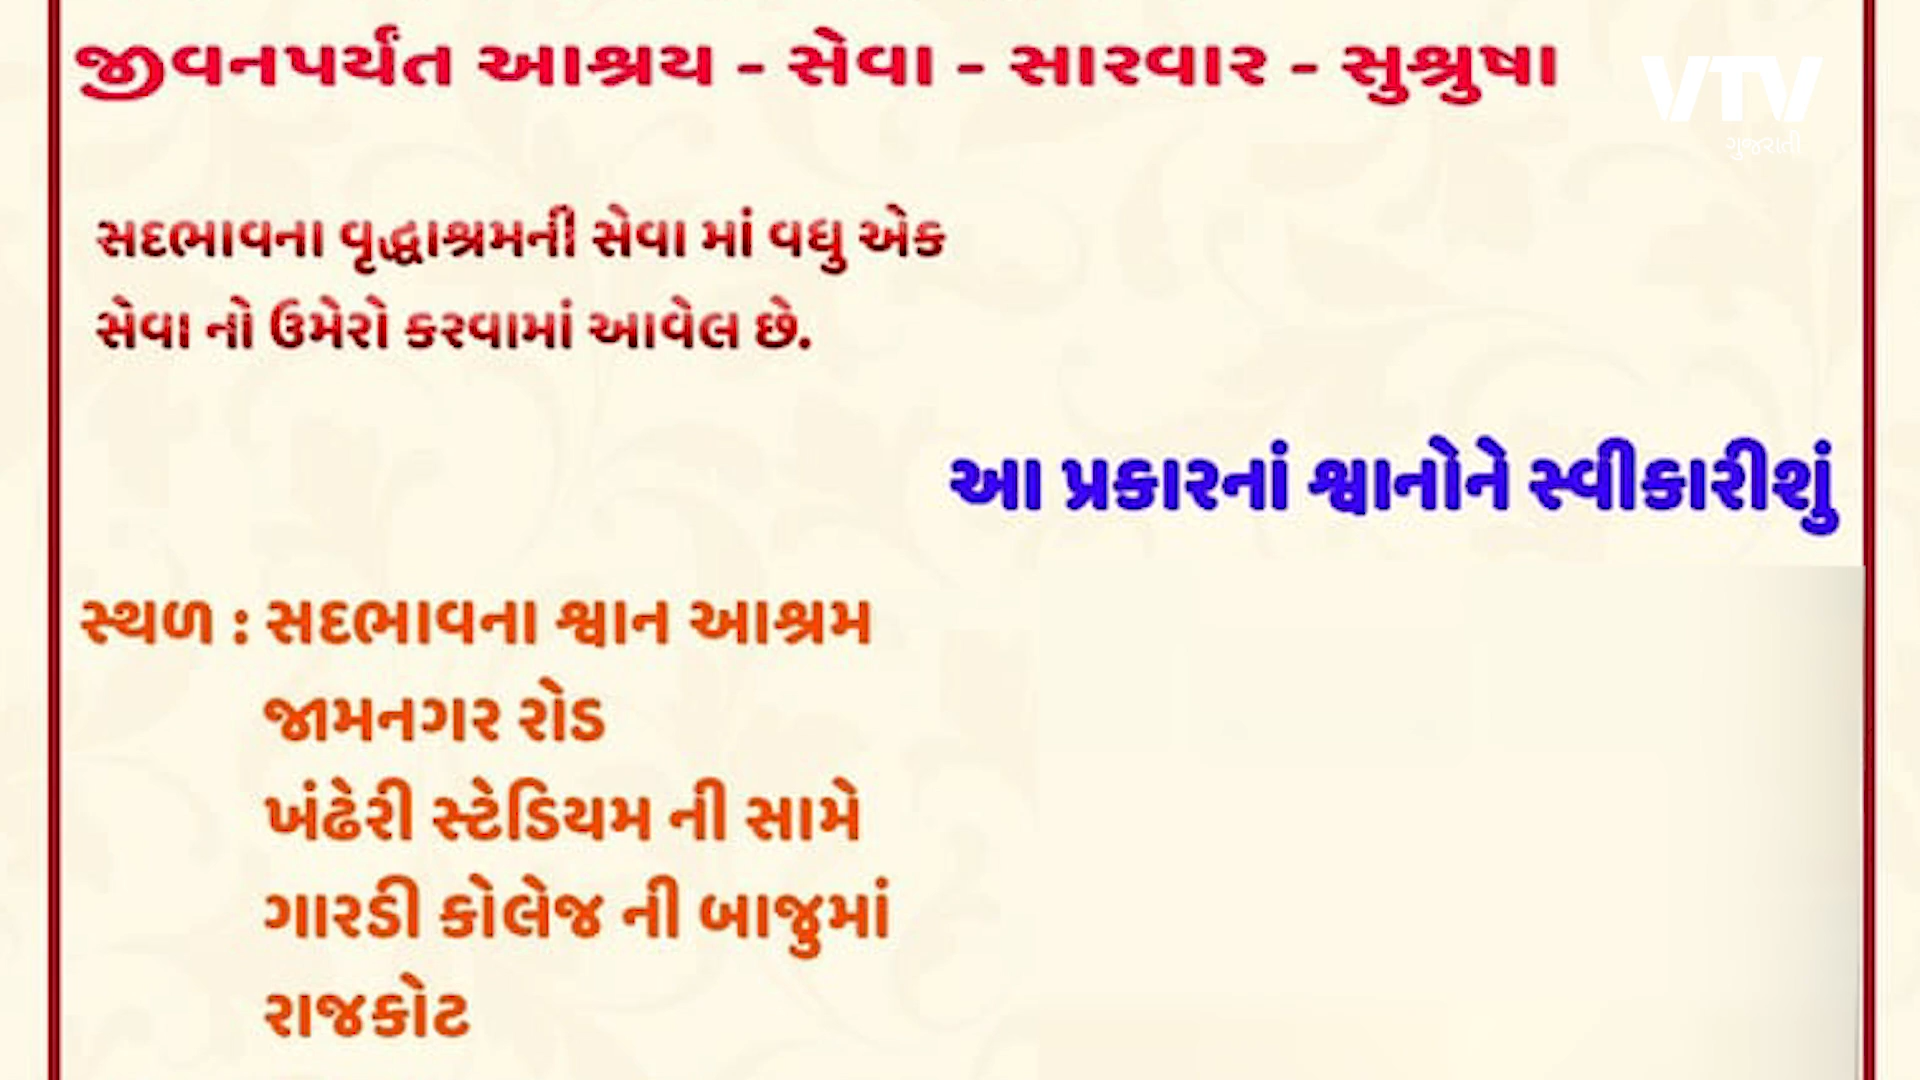 જીવનપર્યંત આશ્રય - સેવા - સારવાર - સુશ્રુષા
VTV
ગુજરાતી
સદભાવના વૃદ્ધાશ્રમની સેવા માં વધુ એક
સેવા નો ઉમેરો કરવામાં આવેલ છે.
આ પ્રકારનાં શ્વાનોને સ્વીકારીશું
સ્થળ : સદભાવના શ્વાન આશ્રમ
જામનગર રોડ
ખંઢેરી સ્ટેડિયમ ની સામે
ગારડી કોલેજ ની બાજુમાં
રાજકોટ